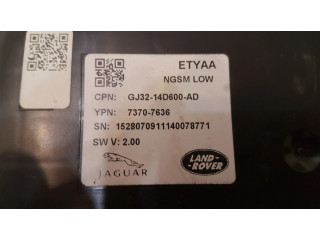 ETYAA
NGSM LOW
CPN: GJ32-14D600-AD
YPN: 7370-7636
SN: 1528070911140078771
SW V: 2.00
JAGUAR
LAND-
ROVER